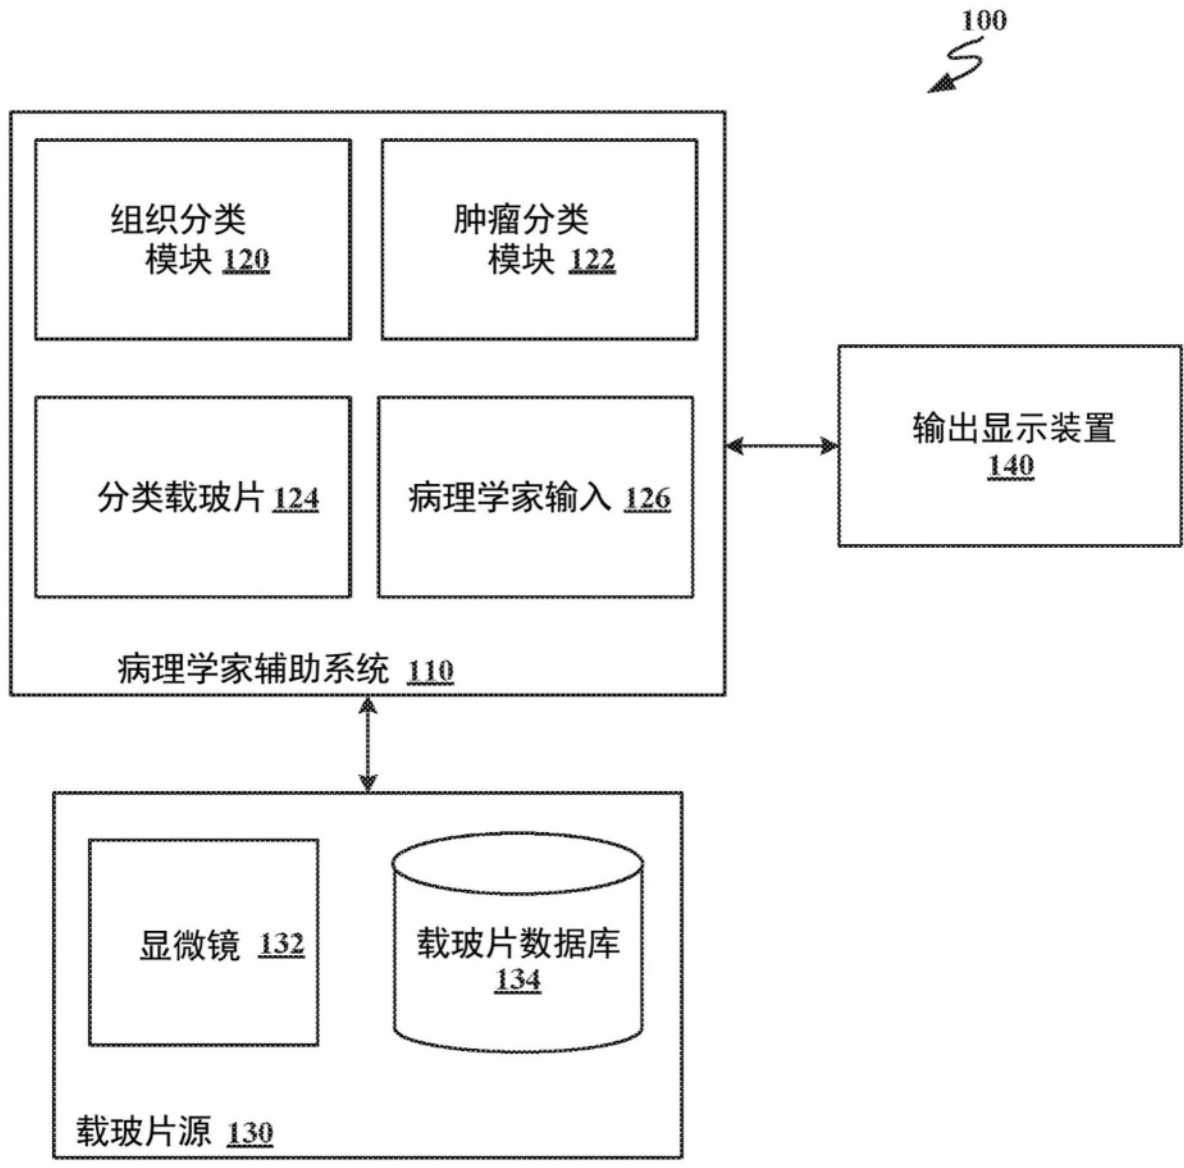 100
组织分类
模块 120
肿瘤分类
模块 122
分类载玻片 124
病理学家输入 126
病理学家辅助系统 110
输出显示装置
140
显微镜 132
载玻片数据库
134
载玻片源 130